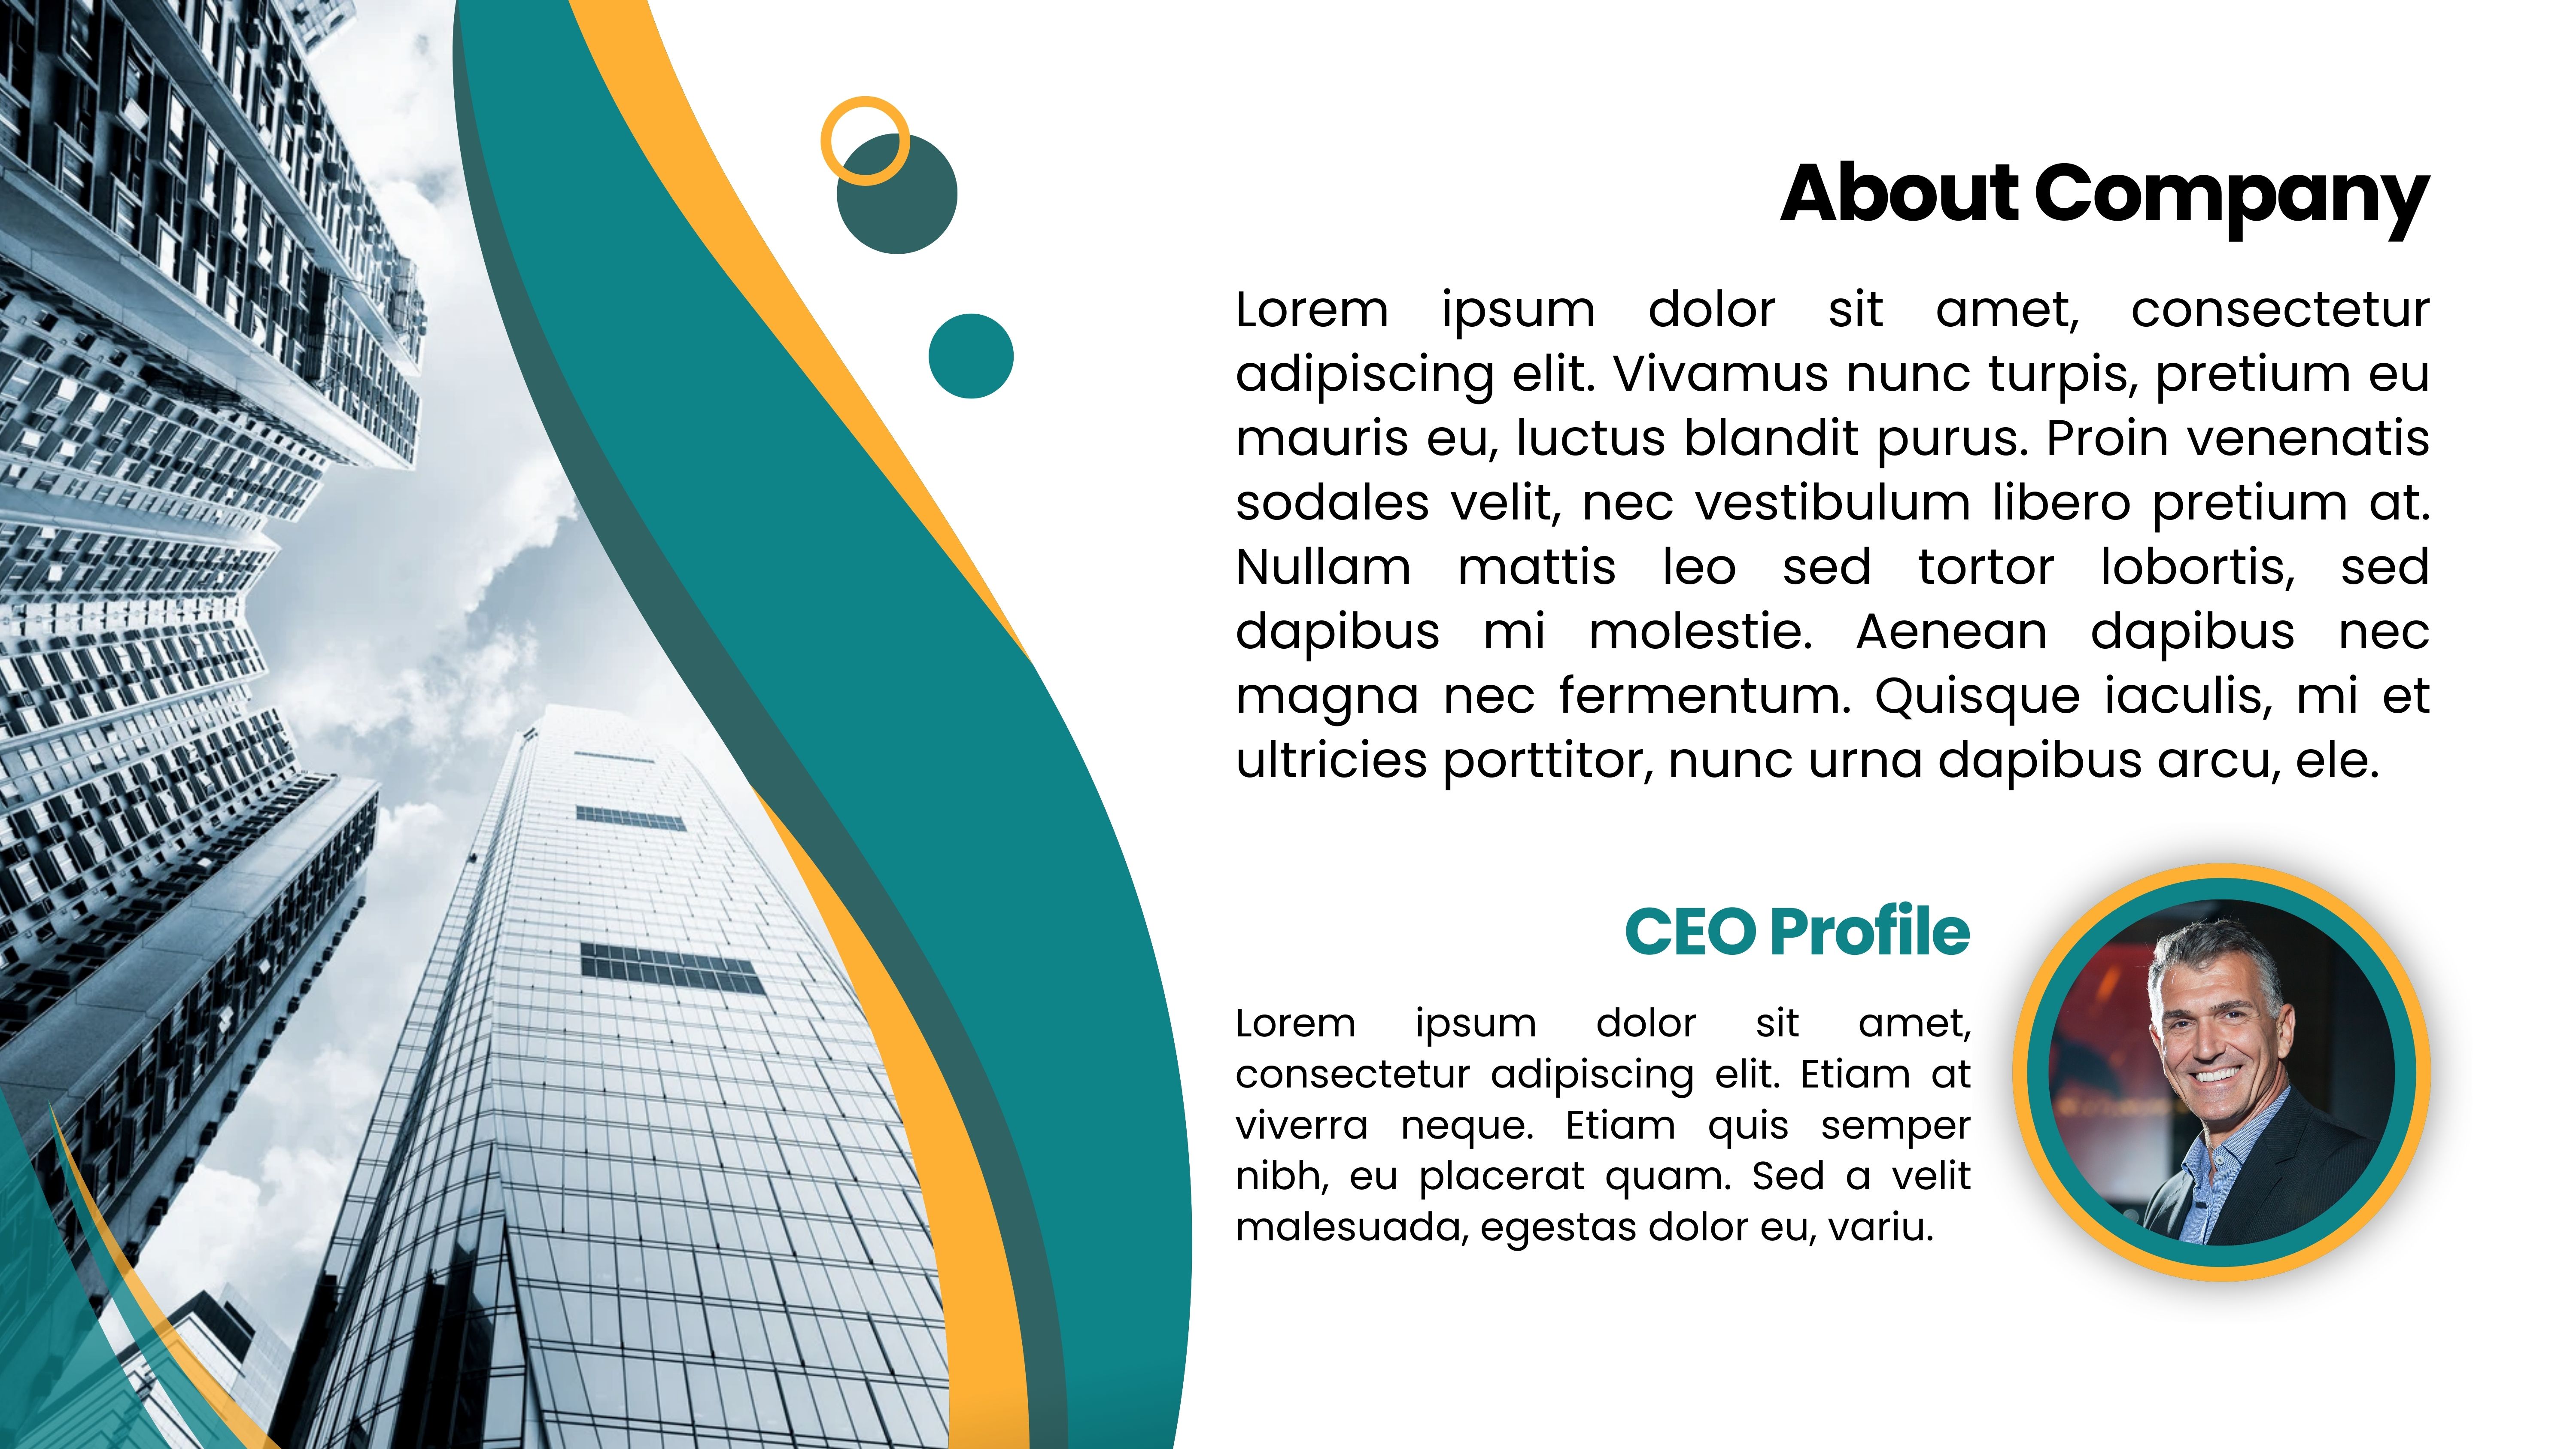 About Company
Lorem ipsum dolor sit amet, consectetur
adipiscing elit. Vivamus nunc turpis, pretium eu
mauris eu, luctus blandit purus. Proin venenatis
sodales velit, nec vestibulum libero pretium at.
Nullam mattis leo sed tortor lobortis, sed
dapibus mi molestie. Aenean dapibus nec
magna nec fermentum. Quisque iaculis, mi et
ultricies porttitor, nunc urna dapibus arcu, ele.
CEO Profile
Lorem ipsum dolor sit amet,
consectetur adipiscing elit. Etiam at
viverra neque. Etiam quis semper
nibh, eu placerat quam. Sed a velit
malesuada, egestas dolor eu, variu.